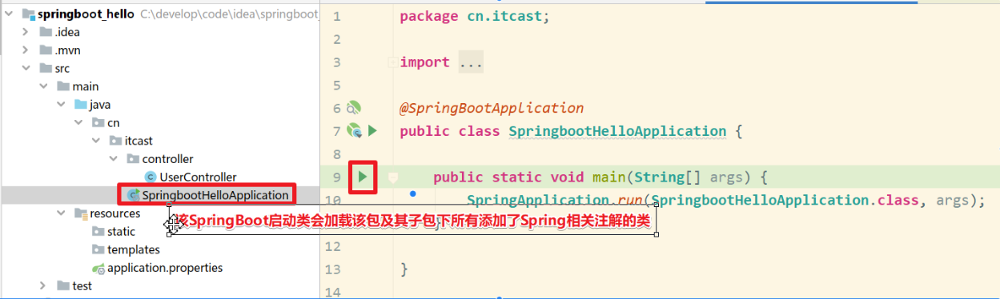 springboot_hello C:\develop\code\idea\springboot_
.idea
.mvn
src
main
java
cn
itcast
controller
UserController
SpringbootHelloApplication
resources
static
templates
application.properties
test
1 package cn.itcast;
2
3 import ...
5
6 @SpringBootApplication
7 public class SpringbootHelloApplication {
8
9 public static void main(String[] args) {
10 SpringApplication.run(SpringbootHelloApplication.class, args);
该SpringBoot启动类会加载该包及其子包下所有添加了Spring相关注解的类
12
13 }
14